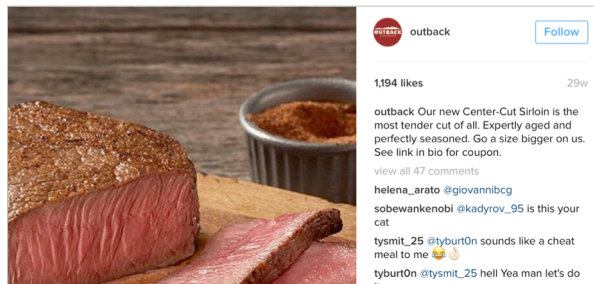 OUTBACK
outback
Follow
1,194 likes
29w
outback Our new Center-Cut Sirloin is the
most tender cut of all. Expertly aged and
perfectly seasoned. Go a size bigger on us.
See link in bio for coupon.
view all 47 comments
helena_arato @giovannibcg
sobewankenobi @kadyrov_95 is this your
cat
tysmit_25 @tyburt0n sounds like a cheat
meal to me 😂👌🏻
tyburt0n @tysmit_25 hell Yea man let's do